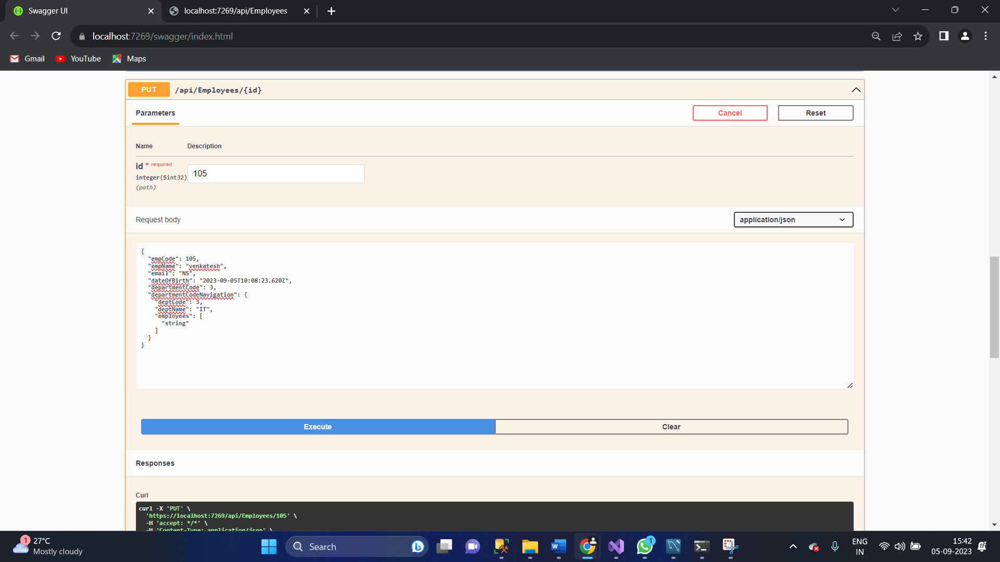 Swagger UI
localhost:7269/api/Employees
localhost:7269/swagger/index.html
Gmail
YouTube
Maps
PUT /api/Employees/{id}
Parameters
Cancel
Reset
Name Description
id * required
integer($int32)
(path)
105
Request body
application/json
{
"empCode": 105,
"empName": "venkatesh",
"email": "NS",
"dateOfBirth": "2023-09-05T10:08:23.620Z",
"departmentCode": 3,
"departmentCodeNavigation": {
"deptCode": 3,
"deptName": "IT",
"employees": [
"string"
]
}
}
Execute
Clear
Responses
Curl
curl -X 'PUT' \
'https://localhost:7269/api/Employees/105' \
-H 'accept: */*' \
-H 'Content-Type: application/json' \
1
27°C
Mostly cloudy
Search
1
ENG
IN
15:42
05-09-2023